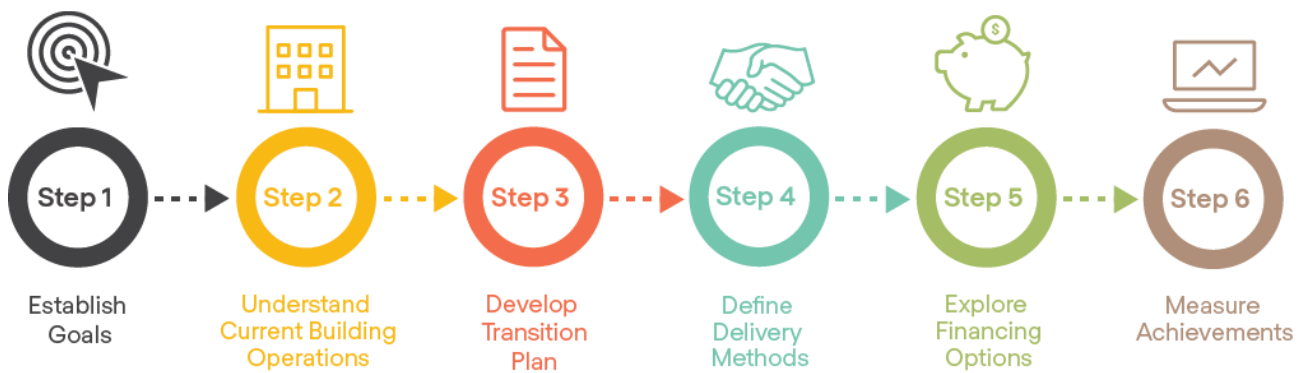 $
Step 1
Step 2
Step 3
Step 4
Step 5
Step 6
Establish
Goals
Understand
Current Building
Operations
Develop
Transition
Plan
Define
Delivery
Methods
Explore
Financing
Options
Measure
Achievements